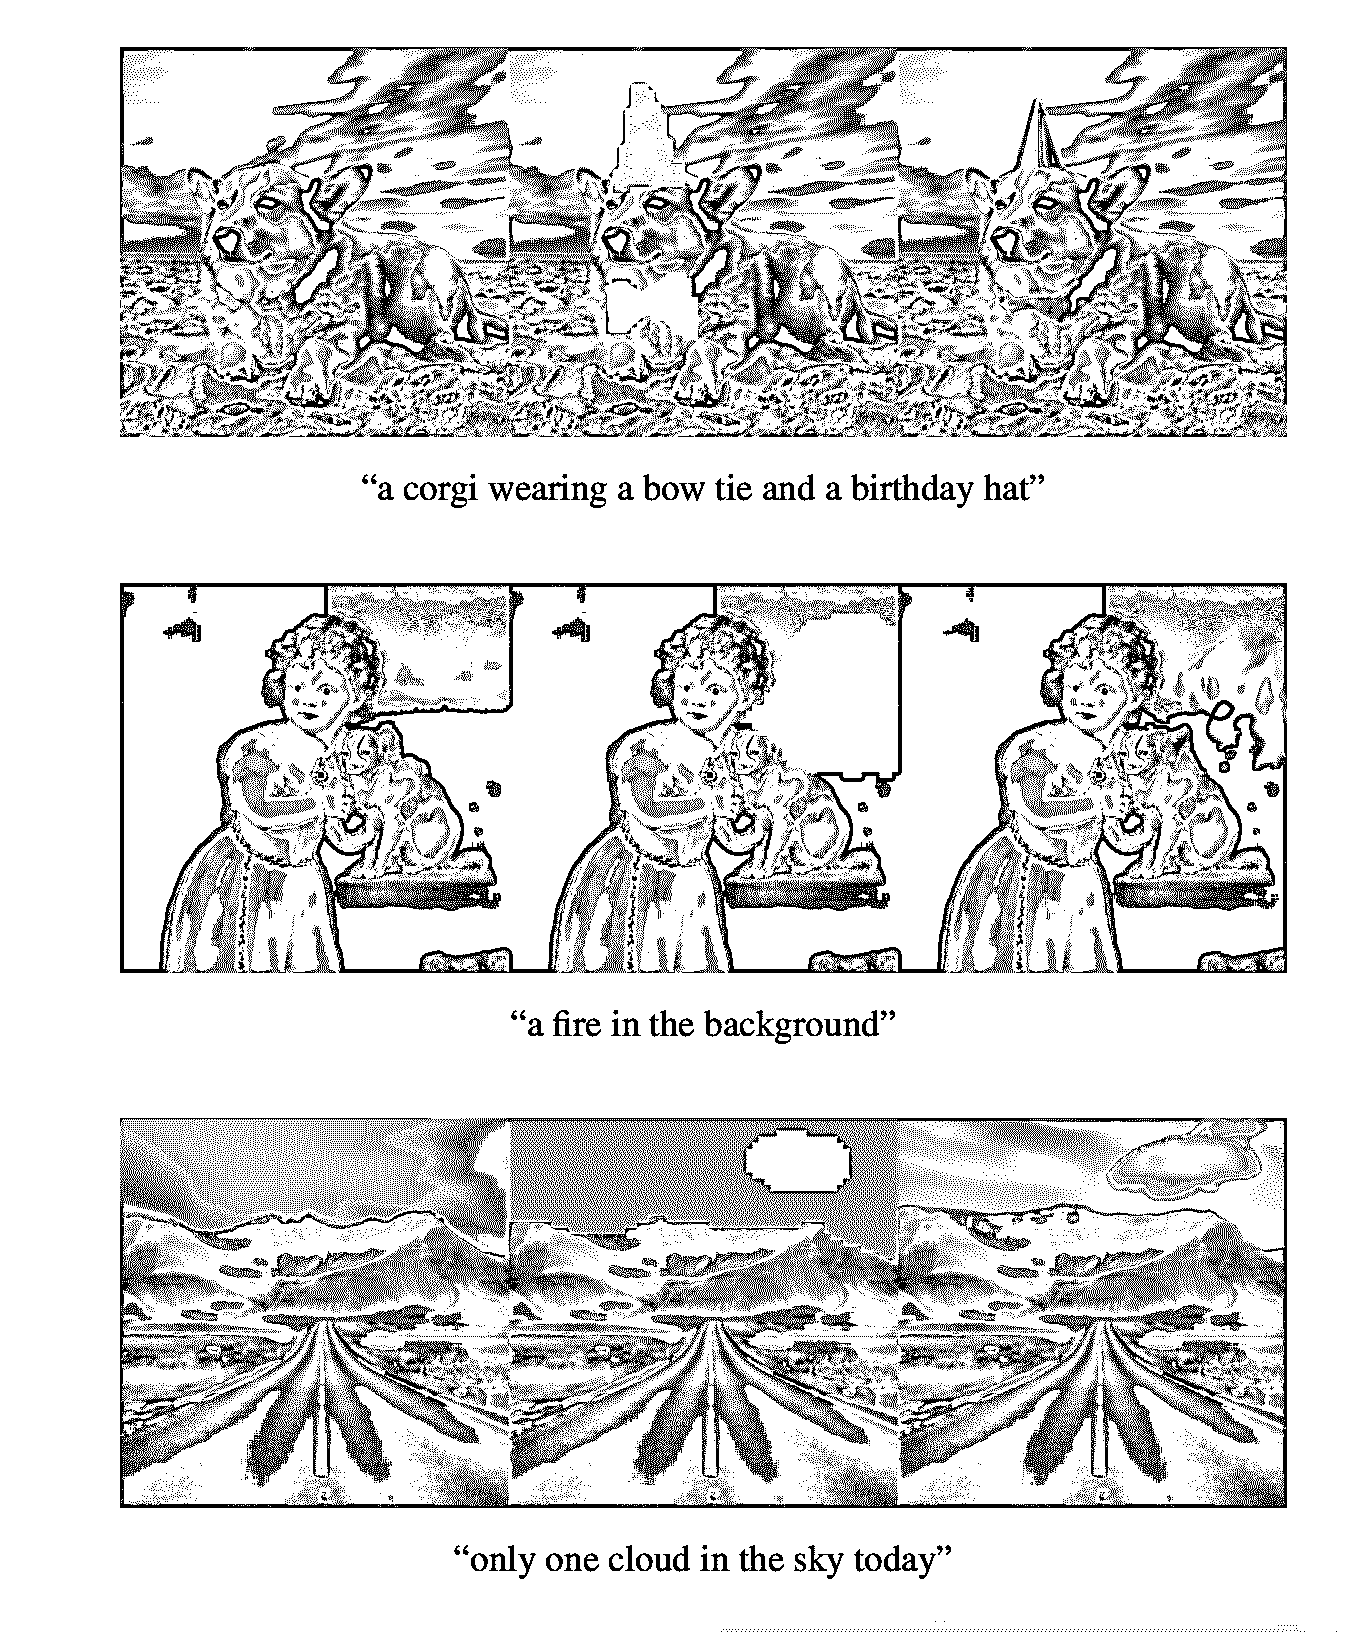 “a corgi wearing a bow tie and a birthday hat”
“a fire in the background”
“only one cloud in the sky today”